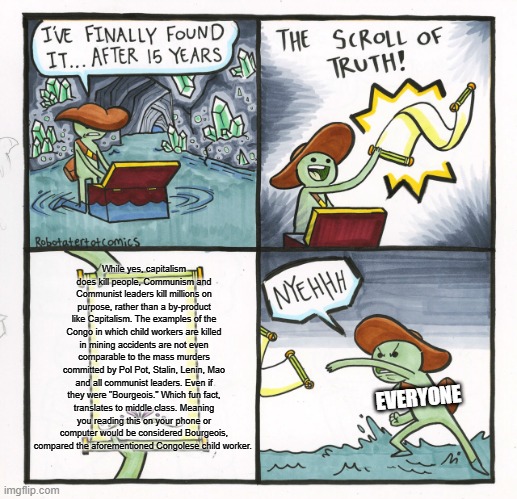 I'VE FINALLY FOUND
IT... AFTER 15 YEARS
THE SCROLL OF
TRUTH!
Robotatertotcomics
While yes, capitalism
does kill people, Communism and
Communist leaders kill millions on
purpose, rather than a by-product
like Capitalism. The examples of the
Congo in which child workers are killed
in mining accidents are not even
comparable to the mass murders
committed by Pol Pot, Stalin, Lenin, Mao
and all communist leaders. Even if
they were "Bourgeois." Which fun fact,
translates to middle class. Meaning
you reading this on your phone or
computer would be considered Bourgeois,
compared the aforementioned Congolese child worker.
NYEHHH
EVERYONE
imgflip.com